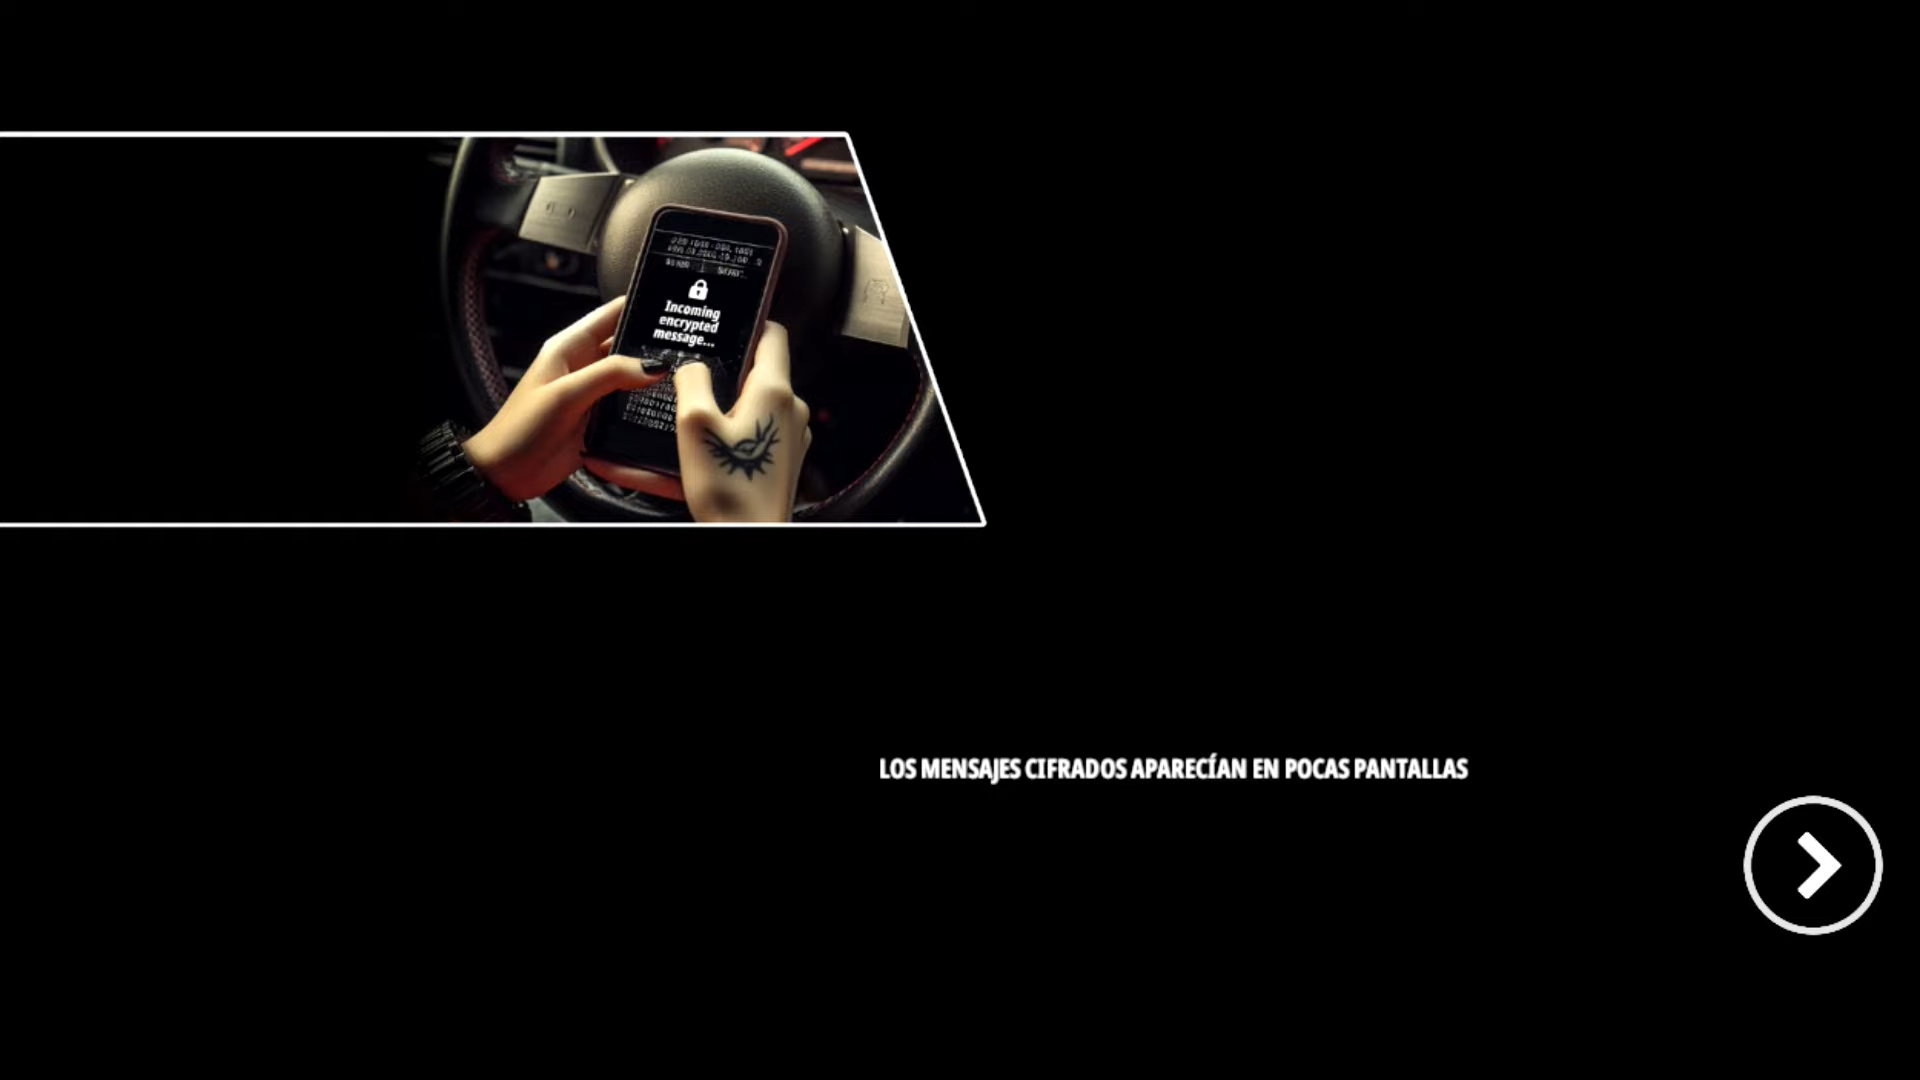 Incoming
encrypted
message...
LOS MENSAJES CIFRADOS APARECÍAN EN POCAS PANTALLAS